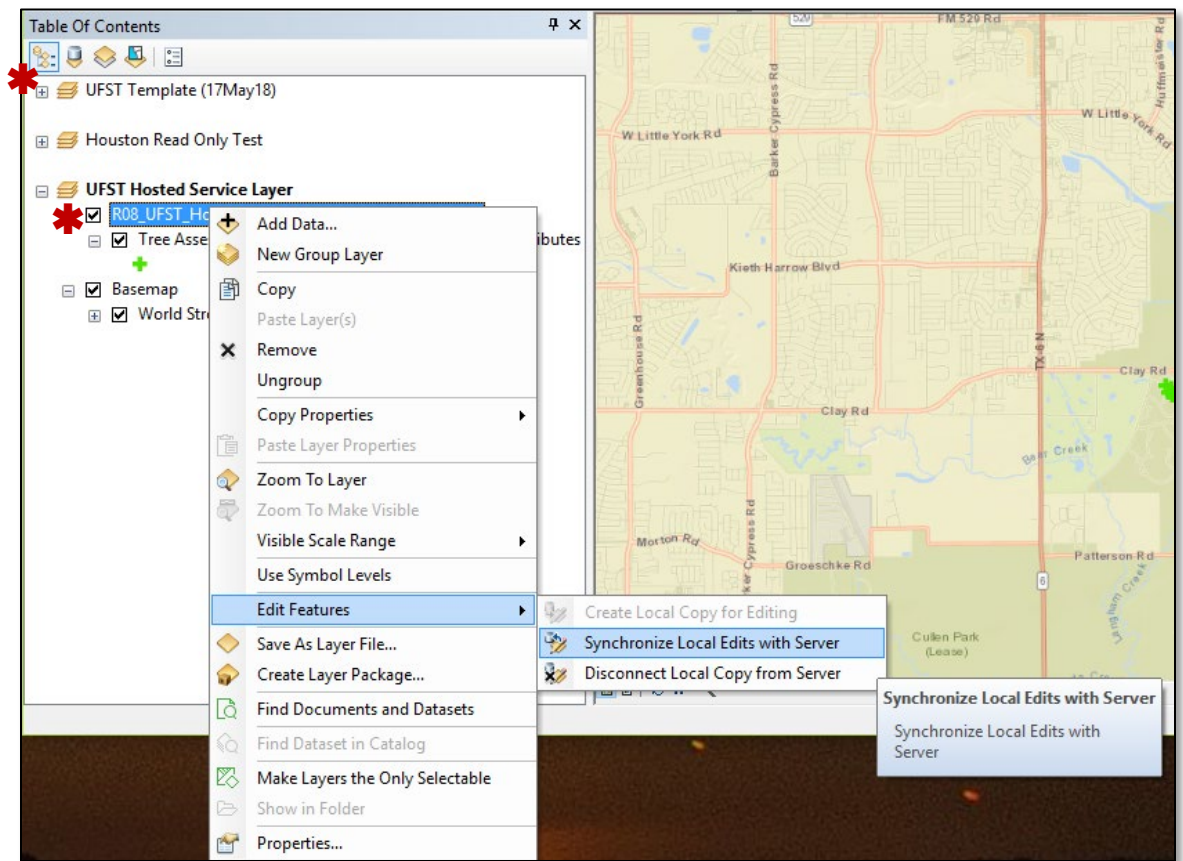 Table Of Contents
UFST Template (17May18)
Houston Read Only Test
UFST Hosted Service Layer
R08_UFST_Ho
Tree Asse
ibutes
Basemap
World Stre
Add Data...
New Group Layer
Copy
Paste Layer(s)
Remove
Ungroup
Copy Properties
Paste Layer Properties
Zoom To Layer
Zoom To Make Visible
Visible Scale Range
Use Symbol Levels
Edit Features
Save As Layer File...
Create Layer Package...
Find Documents and Datasets
Find Dataset in Catalog
Make Layers the Only Selectable
Show in Folder
Properties...
Create Local Copy for Editing
Synchronize Local Edits with Server
Disconnect Local Copy from Server
Synchronize Local Edits with Server
Synchronize Local Edits with
Server
529
FM 529 Rd
Huffmeister Rd
W Little York Rd
Barker Cypress Rd
W Little York Rd
Kieth Harrow Blvd
Greenhouse Rd
TX-6 N
Clay Rd
Clay Rd
Bear Creek
Morton Rd
Groeschke Rd
ker Cypress Rd
Patterson Rd
6
Langham Creek
Cullen Park
(Lease)